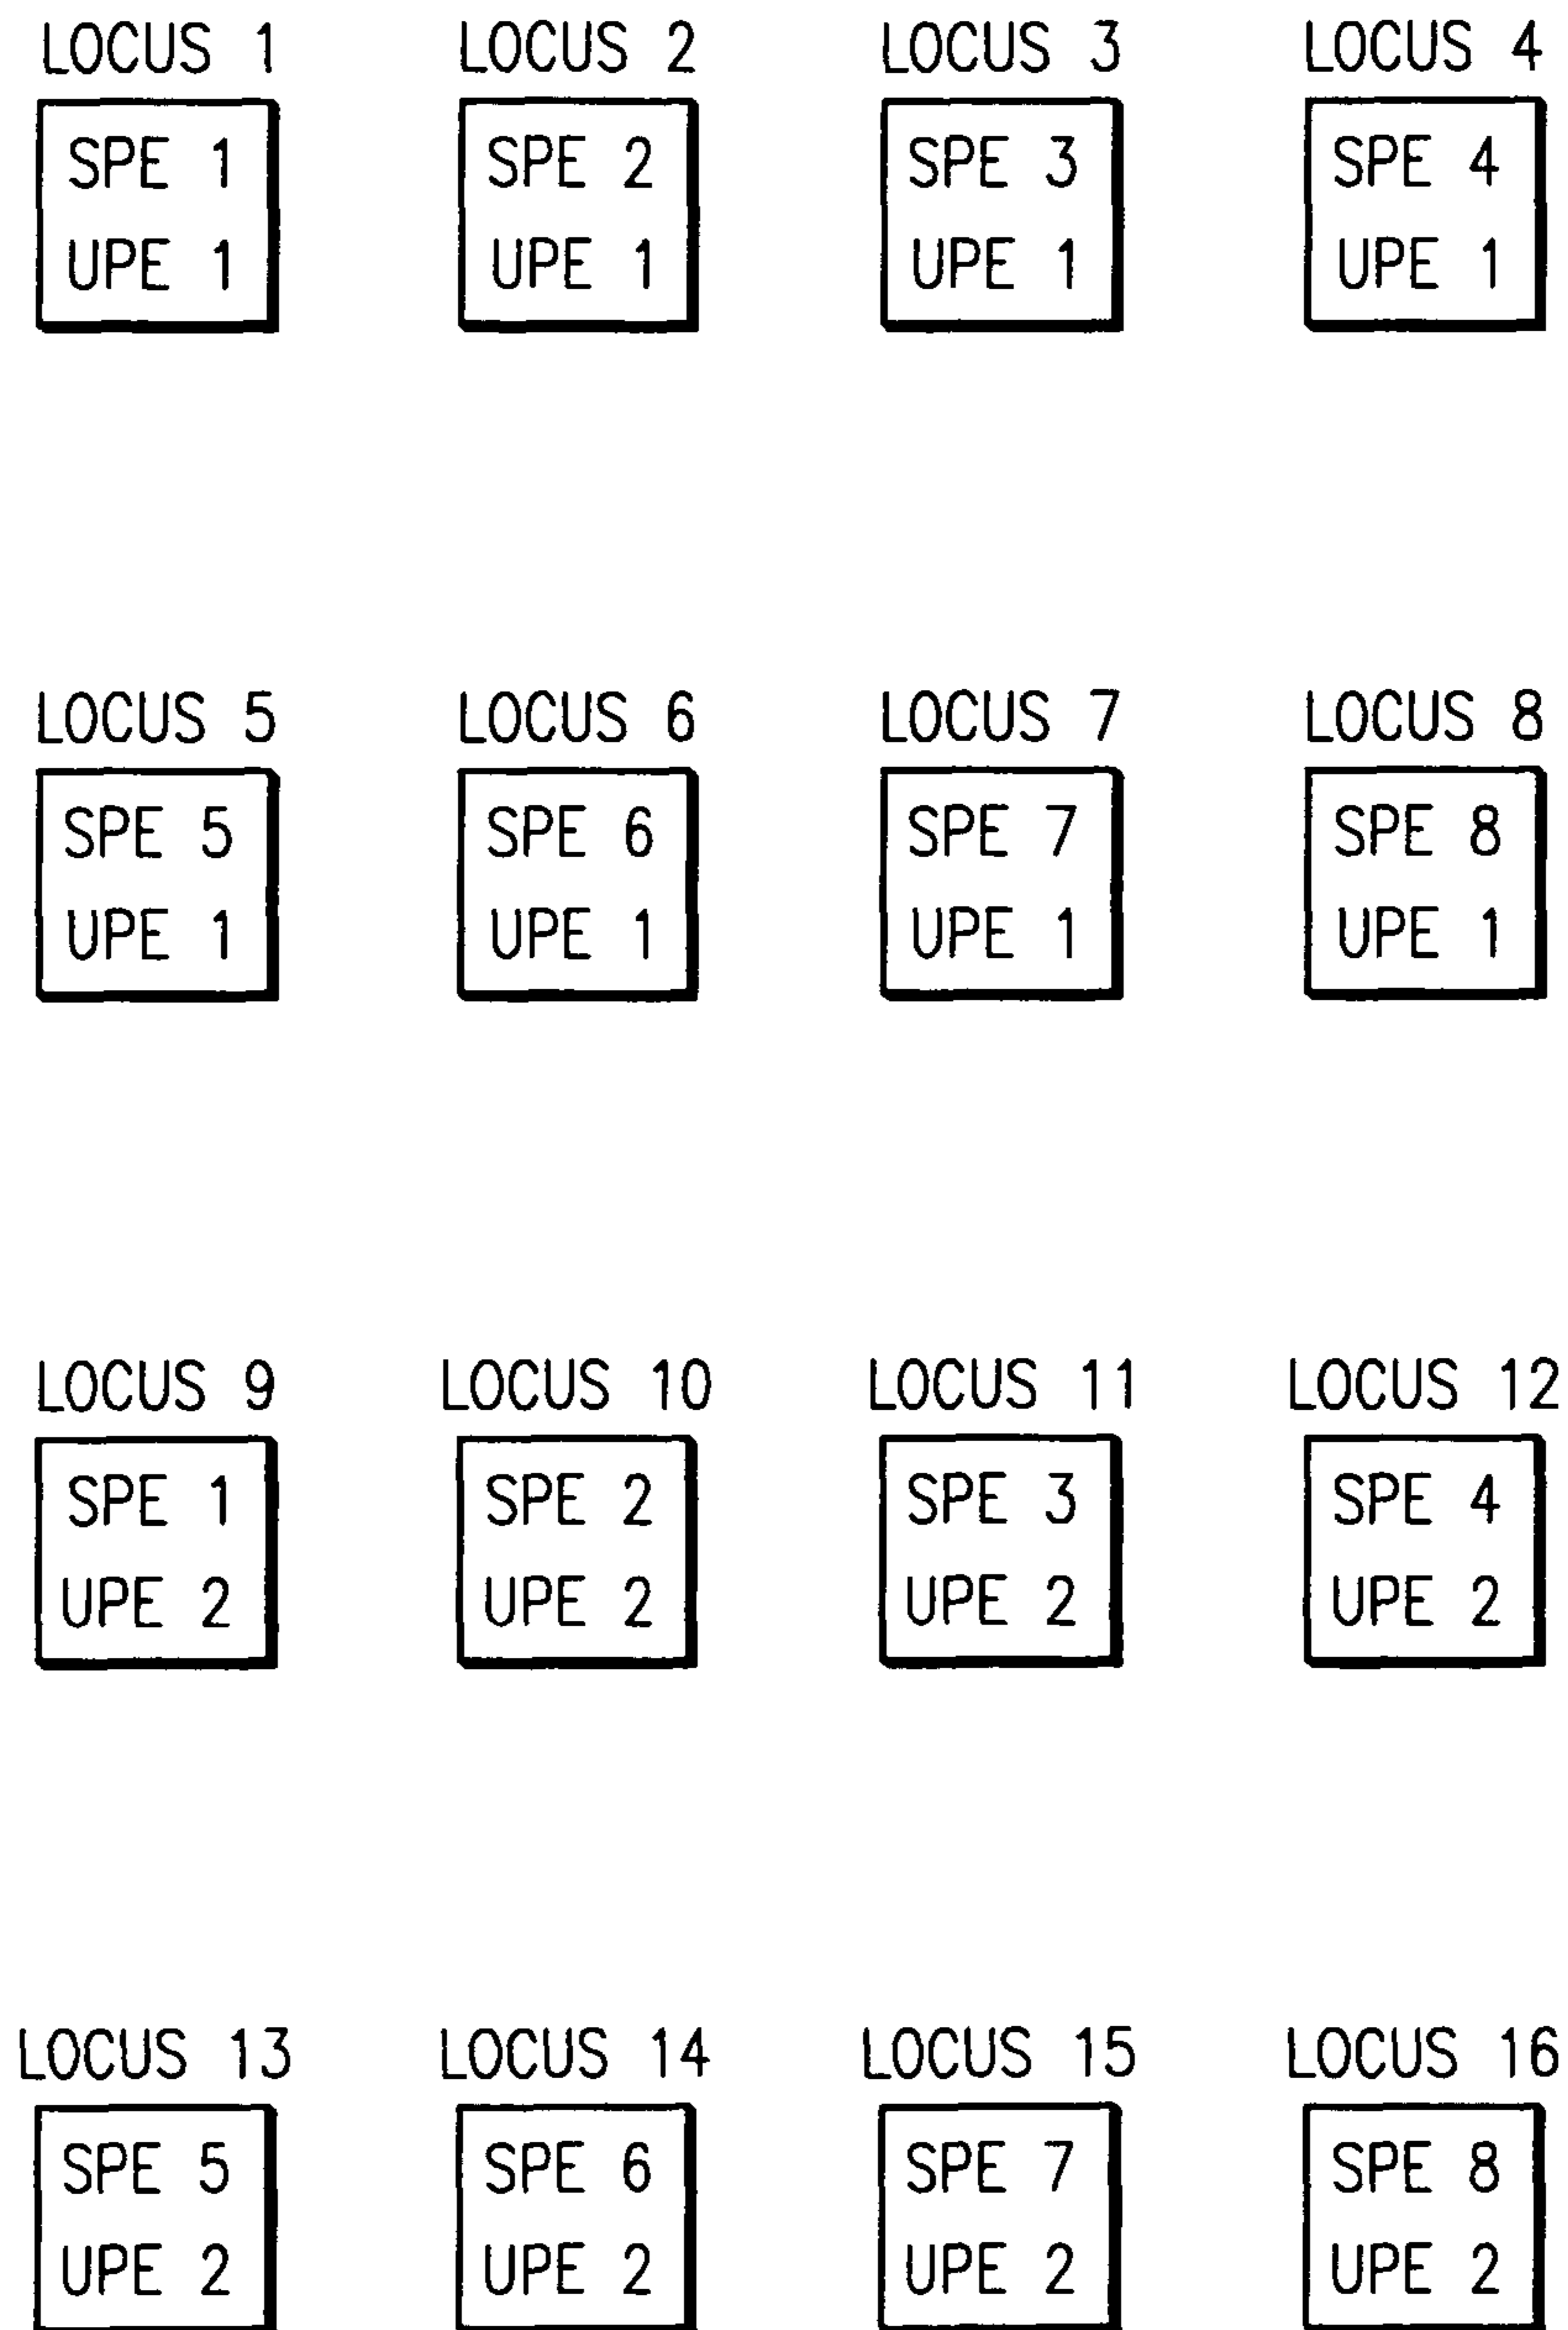 LOCUS 1 LOCUS 2 LOCUS 3 LOCUS 4
SPE 1 SPE 2 SPE 3 SPE 4
UPE 1 UPE 1 UPE 1 UPE 1
LOCUS 5 LOCUS 6 LOCUS 7 LOCUS 8
SPE 5 SPE 6 SPE 7 SPE 8
UPE 1 UPE 1 UPE 1 UPE 1
LOCUS 9 LOCUS 10 LOCUS 11 LOCUS 12
SPE 1 SPE 2 SPE 3 SPE 4
UPE 2 UPE 2 UPE 2 UPE 2
LOCUS 13 LOCUS 14 LOCUS 15 LOCUS 16
SPE 5 SPE 6 SPE 7 SPE 8
UPE 2 UPE 2 UPE 2 UPE 2